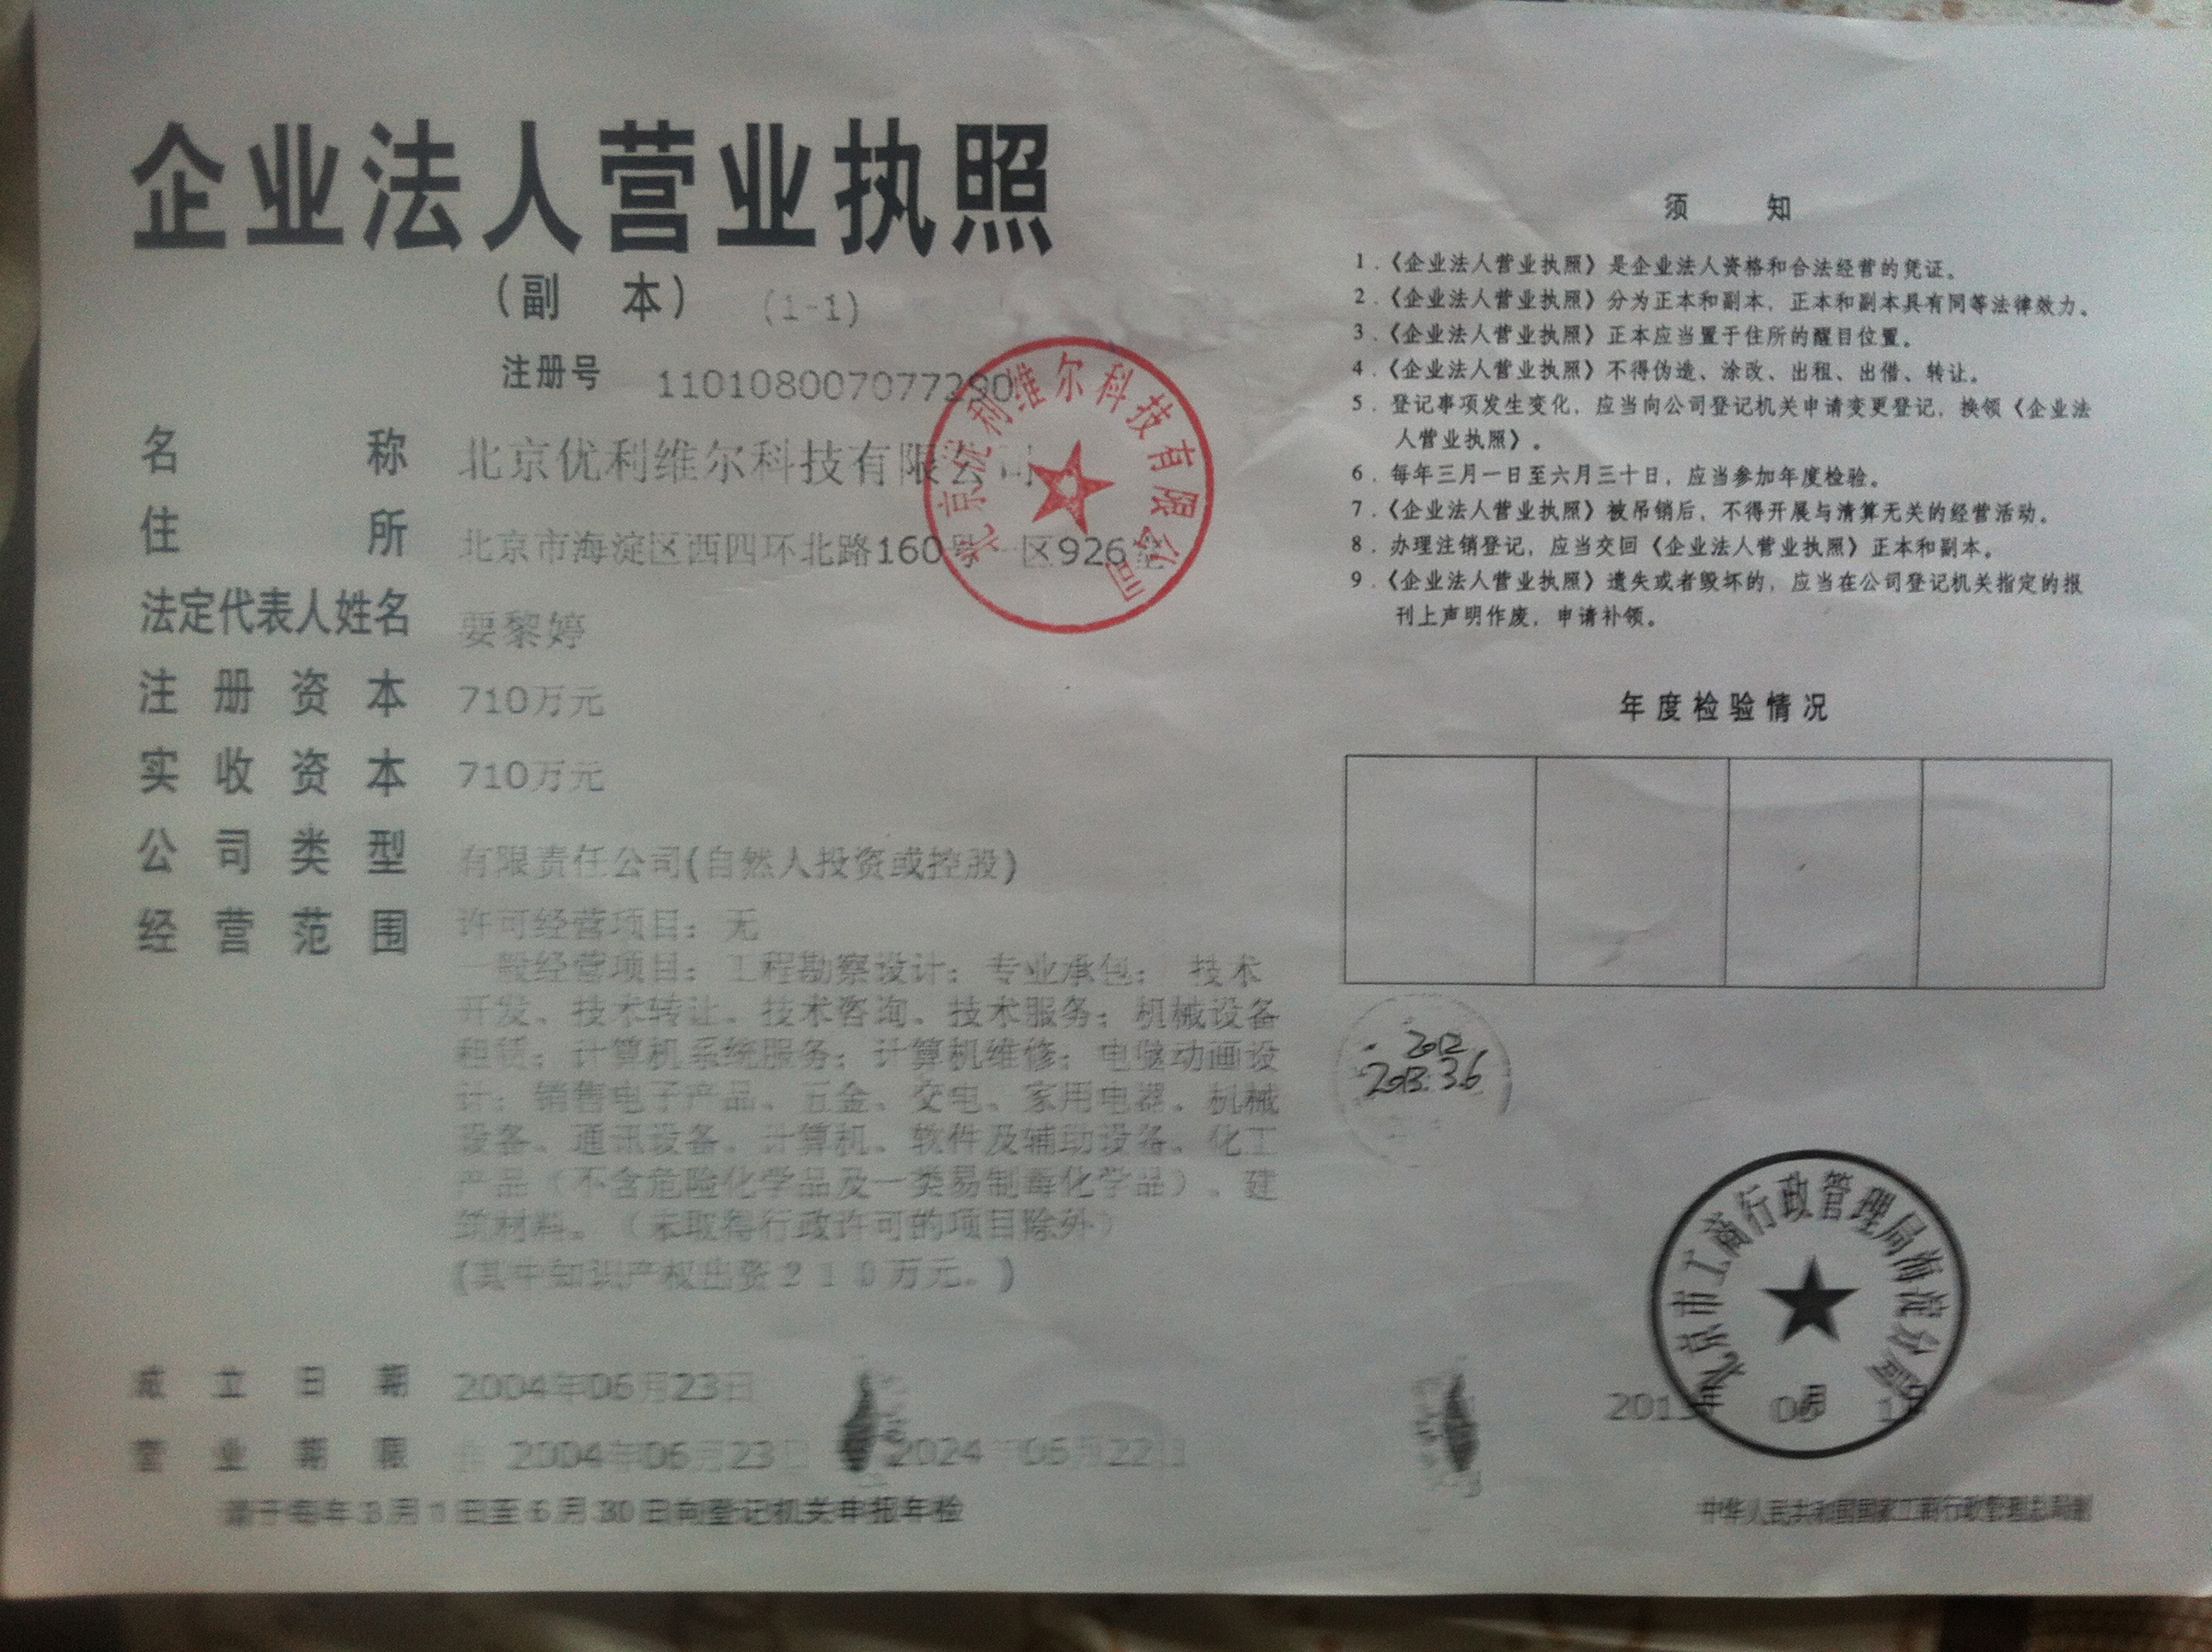 企业法人营业执照
（副 本） (1-1)
注册号 110108007077290
名 称 北京优利维尔科技有限公司
住 所 北京市海淀区西四环北路160号一区926室
法定代表人姓名 要黎婷
注册资本 710万元
实收资本 710万元
公司类型 有限责任公司(自然人投资或控股)
经营范围 许可经营项目：无
一般经营项目：工程勘察设计；专业承包； 技术
开发、技术转让、技术咨询、技术服务；机械设备
租赁；计算机系统服务；计算机维修；电脑动画设
计；销售电子产品、五金、交电、家用电器、机械
设备、通讯设备、计算机、软件及辅助设备、化工
产品（不含危险化学品及一类易制毒化学品）、建
筑材料。（未取得行政许可的项目除外）
(其中知识产权出资２１０万元。)
成立日期 2004年06月23日
营业期限 自 2004年06月23日 2024年06月22日
请于每年3月1日至6月30日向登记机关申报年检
北京优利维尔科技有限公司
须 知
1．《企业法人营业执照》是企业法人资格和合法经营的凭证。
2．《企业法人营业执照》分为正本和副本，正本和副本具有同等法律效力。
3．《企业法人营业执照》正本应当置于住所的醒目位置。
4．《企业法人营业执照》不得伪造、涂改、出租、出借、转让。
5．登记事项发生变化，应当向公司登记机关申请变更登记，换领《企业法
人营业执照》。
6．每年三月一日至六月三十日，应当参加年度检验。
7．《企业法人营业执照》被吊销后，不得开展与清算无关的经营活动。
8．办理注销登记，应当交回《企业法人营业执照》正本和副本。
9．《企业法人营业执照》遗失或者毁坏的，应当在公司登记机关指定的报
刊上声明作废，申请补领。
年度检验情况
2012
2013.3.6
北京市工商行政管理局海淀分局
年 月 日
中华人民共和国国家工商行政管理总局制